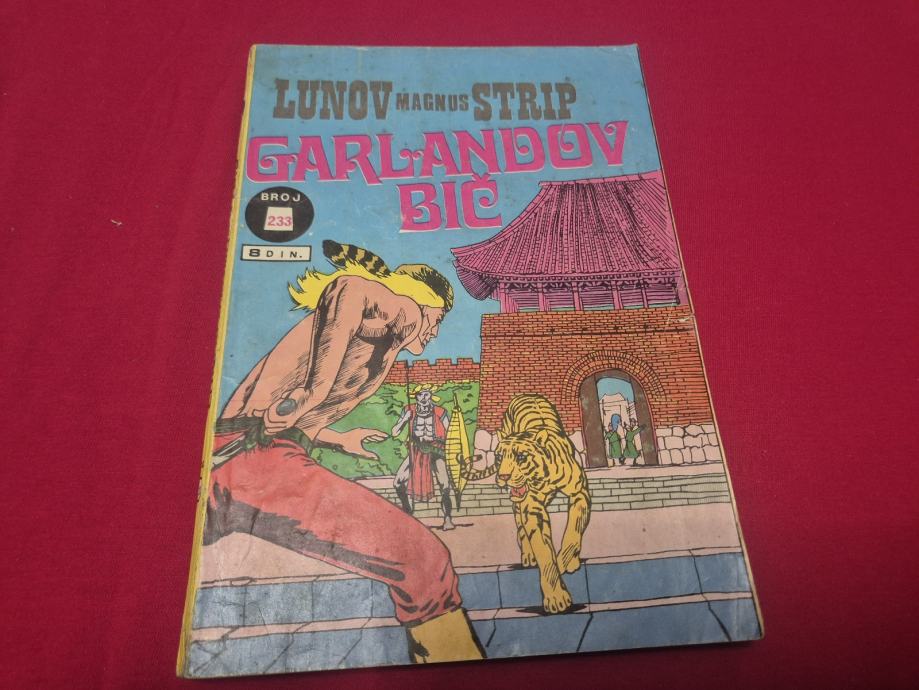 LUNOV MAGNUS STRIP
GARLANDOV
BIČ
BROJ
233
8 DIN.